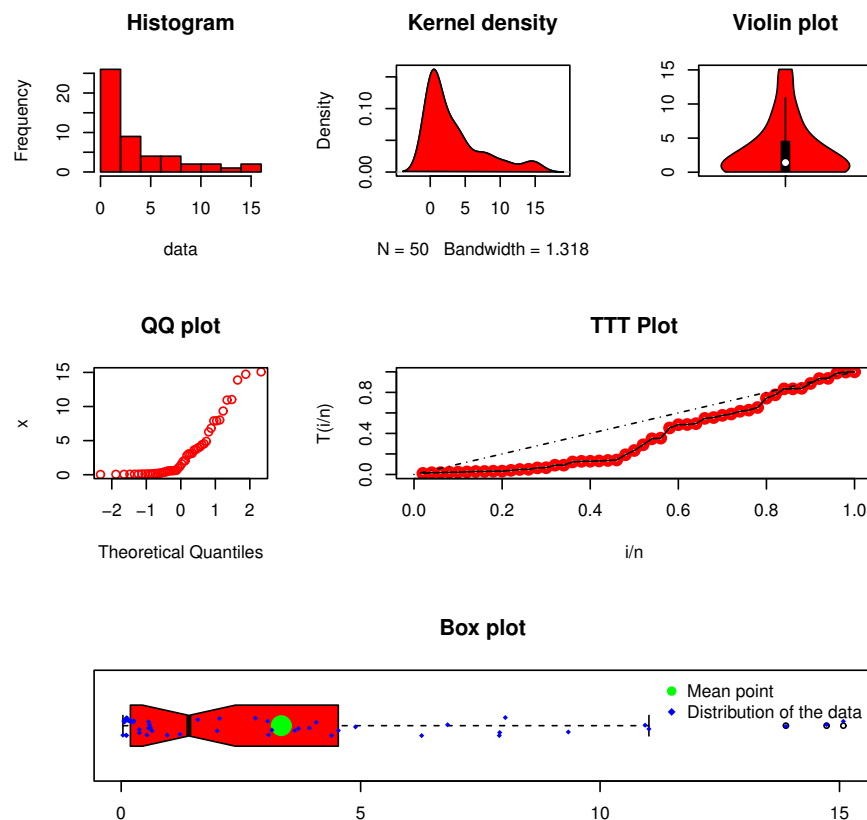 Histogram
Kernel density
Violin plot
Frequency
0
10
20
0
5
10
15
data
Density
0.00
0.10
0
5
10
15
N = 50 Bandwidth = 1.318
0
5
10
15
QQ plot
TTT Plot
x
0
5
10
15
−2
−1
0
1
2
Theoretical Quantiles
T(i/n)
0.0
0.4
0.8
0.0
0.2
0.4
0.6
0.8
1.0
i/n
Box plot
Mean point
Distribution of the data
0
5
10
15